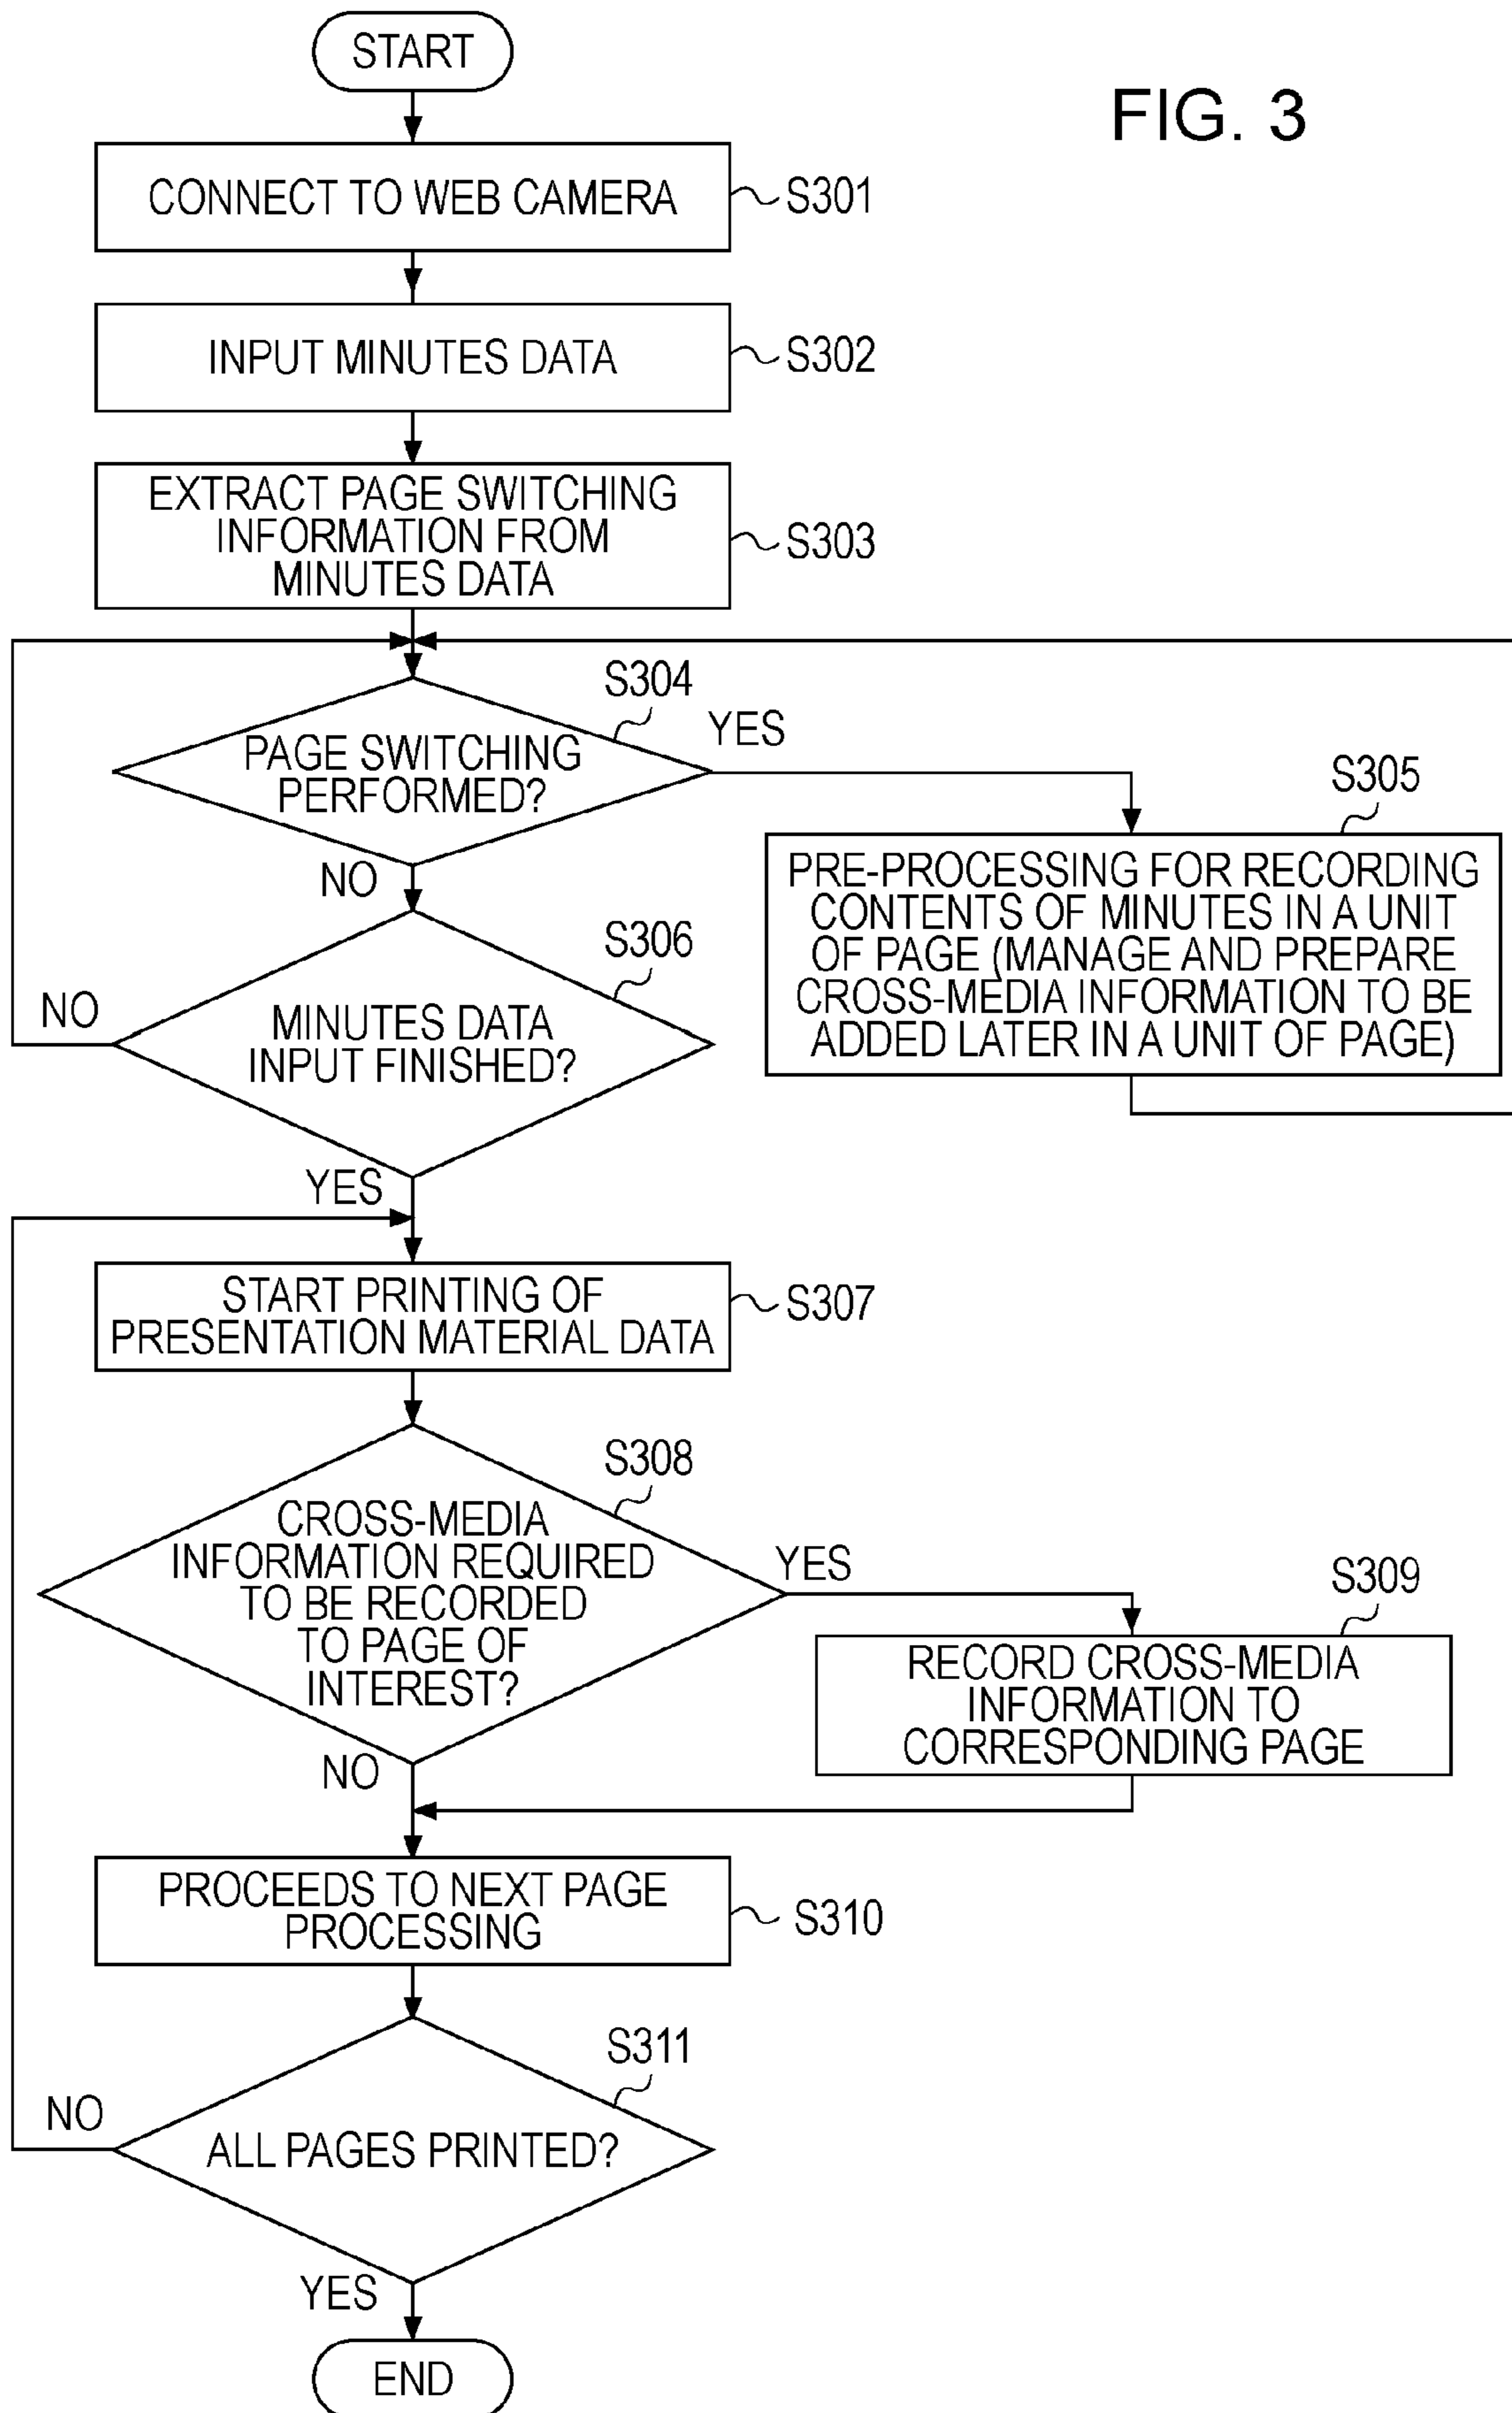 START
FIG. 3
CONNECT TO WEB CAMERA
S301
INPUT MINUTES DATA
S302
EXTRACT PAGE SWITCHING
INFORMATION FROM
MINUTES DATA
S303
S304
PAGE SWITCHING
PERFORMED?
YES
NO
S305
PRE-PROCESSING FOR RECORDING
CONTENTS OF MINUTES IN A UNIT
OF PAGE (MANAGE AND PREPARE
CROSS-MEDIA INFORMATION TO BE
ADDED LATER IN A UNIT OF PAGE)
S306
MINUTES DATA
INPUT FINISHED?
NO
YES
START PRINTING OF
PRESENTATION MATERIAL DATA
S307
S308
CROSS-MEDIA
INFORMATION REQUIRED
TO BE RECORDED
TO PAGE OF
INTEREST?
YES
NO
S309
RECORD CROSS-MEDIA
INFORMATION TO
CORRESPONDING PAGE
PROCEEDS TO NEXT PAGE
PROCESSING
S310
S311
ALL PAGES PRINTED?
NO
YES
END